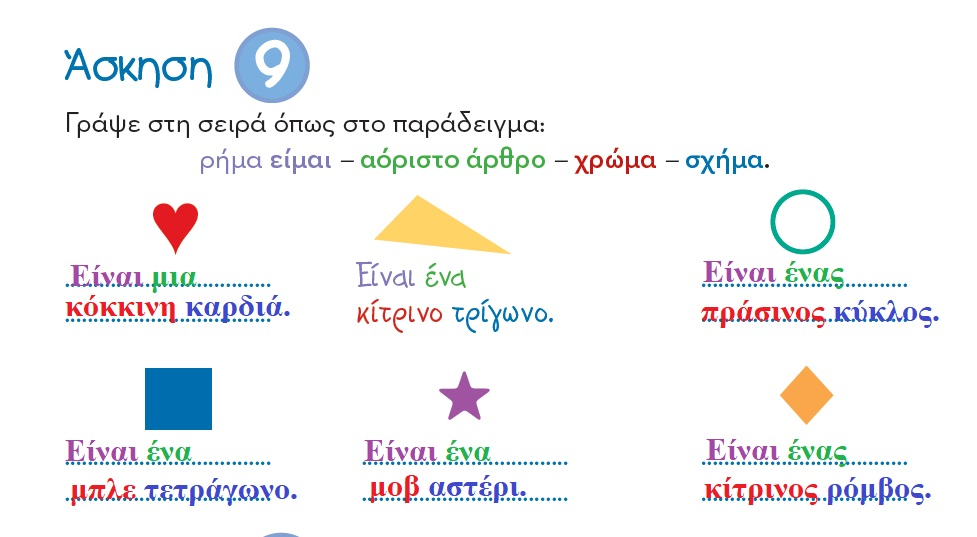 Άσκηση 9
Γράψε στη σειρά όπως στο παράδειγμα:
ρήμα είμαι – αόριστο άρθρο – χρώμα – σχήμα.
Είναι μια
κόκκινη καρδιά.
Είναι ένα
κίτρινο τρίγωνο.
Είναι ένας
πράσινος κύκλος.
Είναι ένα
μπλε τετράγωνο.
Είναι ένα
μοβ αστέρι.
Είναι ένας
κίτρινος ρόμβος.